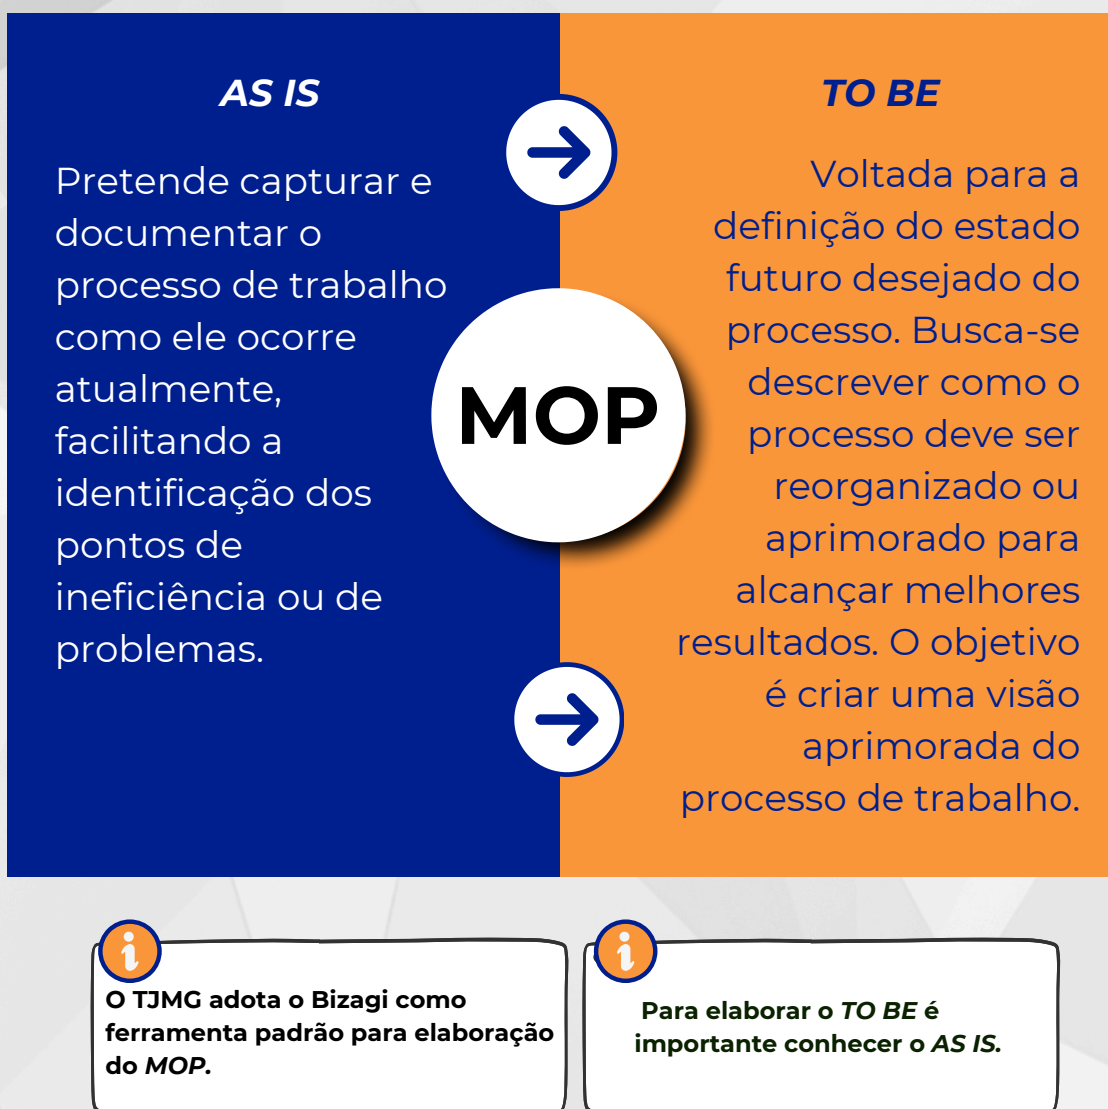 AS IS
Pretende capturar e
documentar o
processo de trabalho
como ele ocorre
atualmente,
facilitando a
identificação dos
pontos de
ineficiência ou de
problemas.
MOP
TO BE
Voltada para a
definição do estado
futuro desejado do
processo. Busca-se
descrever como o
processo deve ser
reorganizado ou
aprimorado para
alcançar melhores
resultados. O objetivo
é criar uma visão
aprimorada do
processo de trabalho.
i
O TJMG adota o Bizagi como
ferramenta padrão para elaboração
do MOP.
i
Para elaborar o TO BE é
importante conhecer o AS IS.